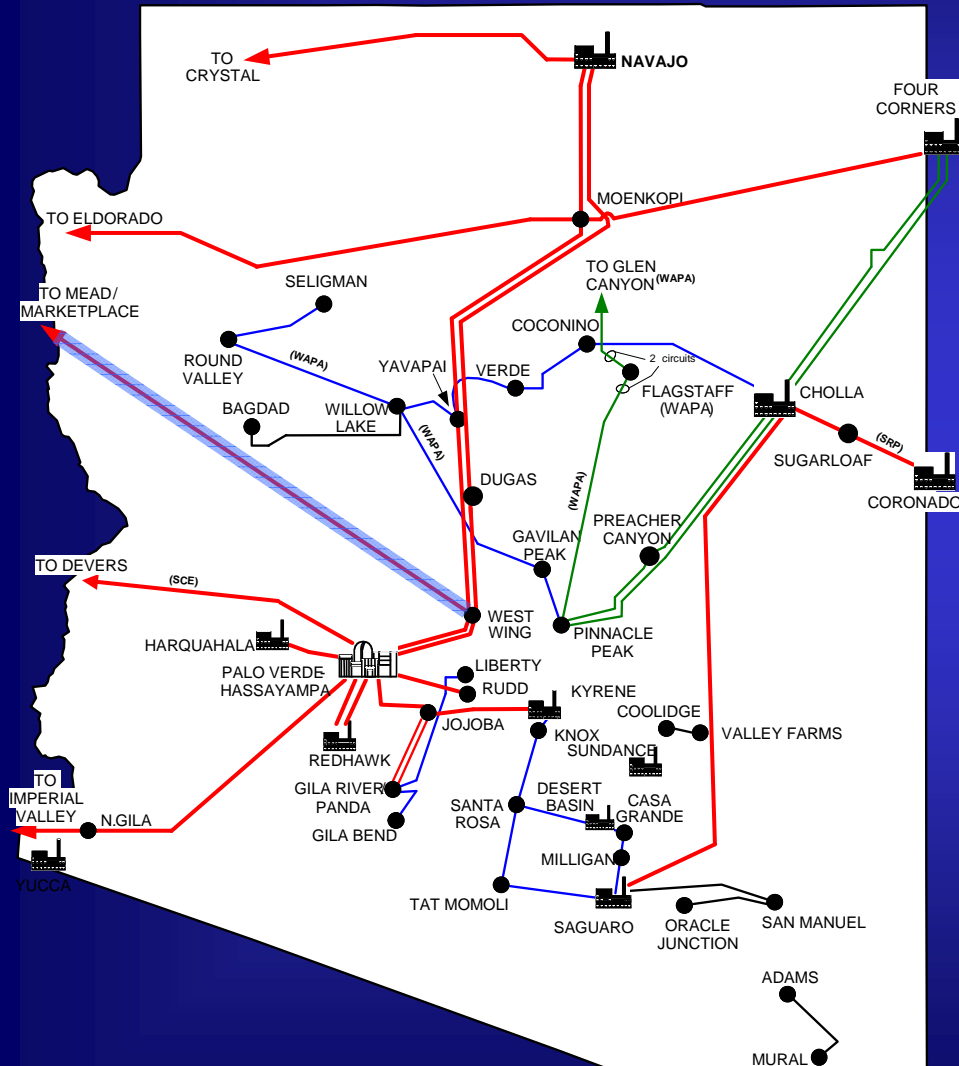 TO
CRYSTAL
NAVAJO
FOUR
CORNERS
MOENKOPI
TO ELDORADO
TO GLEN
CANYON (WAPA)
SELIGMAN
TO MEAD/
MARKETPLACE
COCONINO
ROUND
VALLEY
(WAPA)
YAVAPAI
VERDE
2 circuits
FLAGSTAFF
(WAPA)
CHOLLA
BAGDAD
WILLOW
LAKE
(WAPA)
(SRP)
SUGARLOAF
CORONADO
DUGAS
(WAPA)
PREACHER
CANYON
GAVILAN
PEAK
TO DEVERS
(SCE)
WEST
WING
PINNACLE
PEAK
HARQUAHALA
PALO VERDE-
HASSAYAMPA
LIBERTY
RUDD
KYRENE
JOJOBA
KNOX
COOLIDGE
VALLEY FARMS
SUNDANCE
REDHAWK
GILA RIVER/
PANDA
GILA BEND
TO
IMPERIAL
VALLEY
N.GILA
SANTA
ROSA
DESERT
BASIN
CASA
GRANDE
MILLIGAN
YUCCA
TAT MOMOLI
SAGUARO
ORACLE
JUNCTION
SAN MANUEL
ADAMS
MURAL